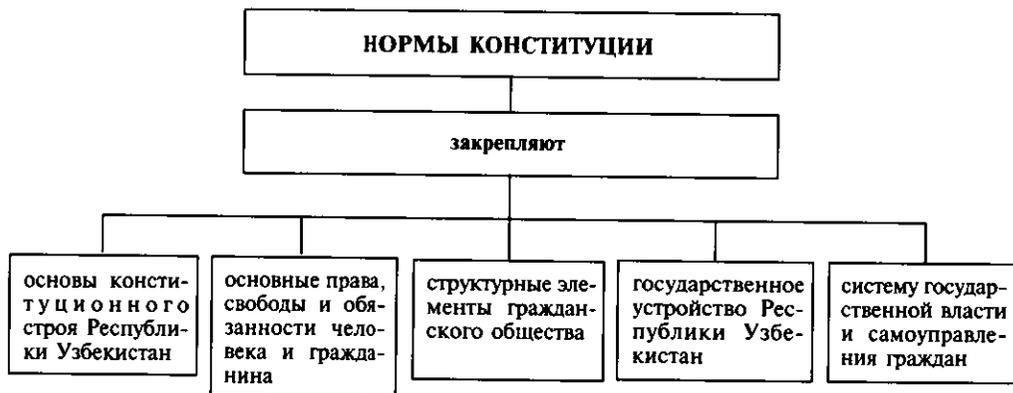 НОРМЫ КОНСТИТУЦИИ
закрепляют
основы консти-
туционного
строя Республи-
ки Узбекистан
основные права,
свободы и обя-
занности чело-
века и гражда-
нина
структурные эле-
менты граждан-
ского общества
государственное
устройство Рес-
публики Узбе-
кистан
систему государ-
ственной власти
и самоуправле-
ния граждан